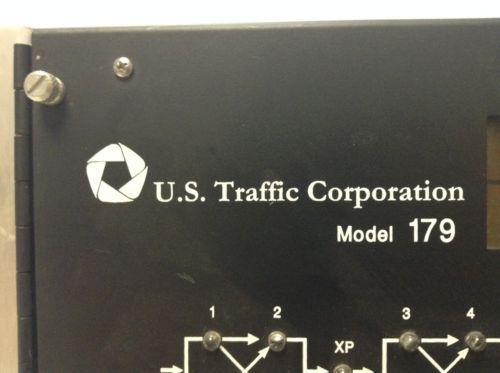 U.S. Traffic Corporation
Model 179
1 2 3 4
XP